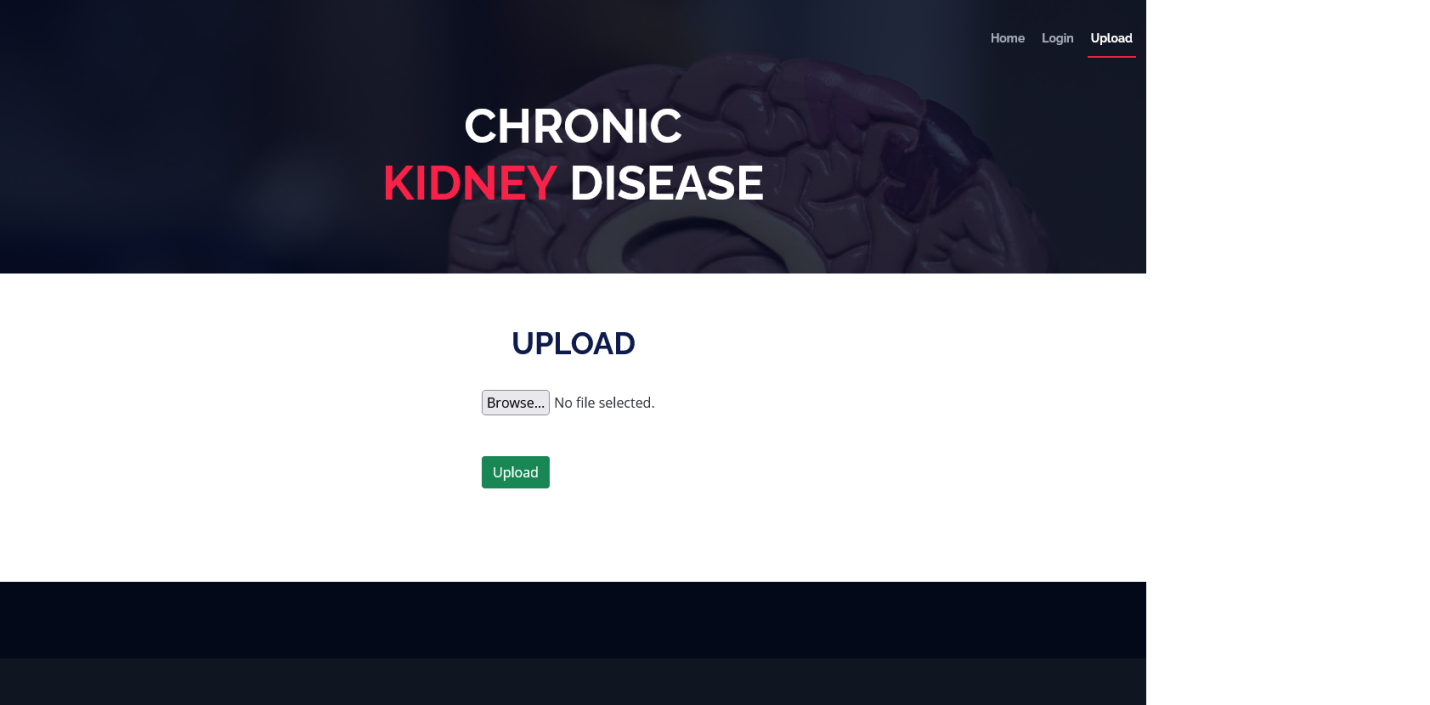 Home Login Upload
CHRONIC
KIDNEY DISEASE
UPLOAD
Browse... No file selected.
Upload